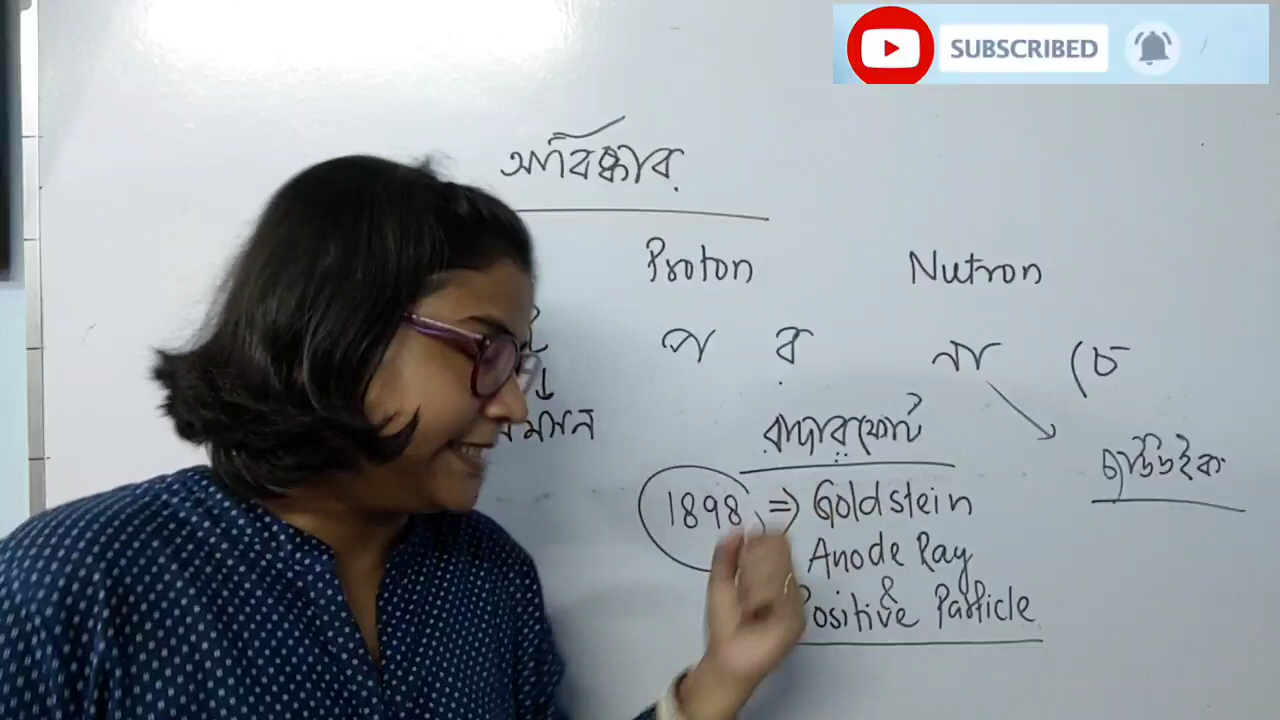 SUBSCRIBED
আবিষ্কার
Proton
Nutron
প র
না চে
রাদারফোর্ড
চ্যাডউইক
1898 ⇒ Goldstein
Anode Ray
&
Positive Particle